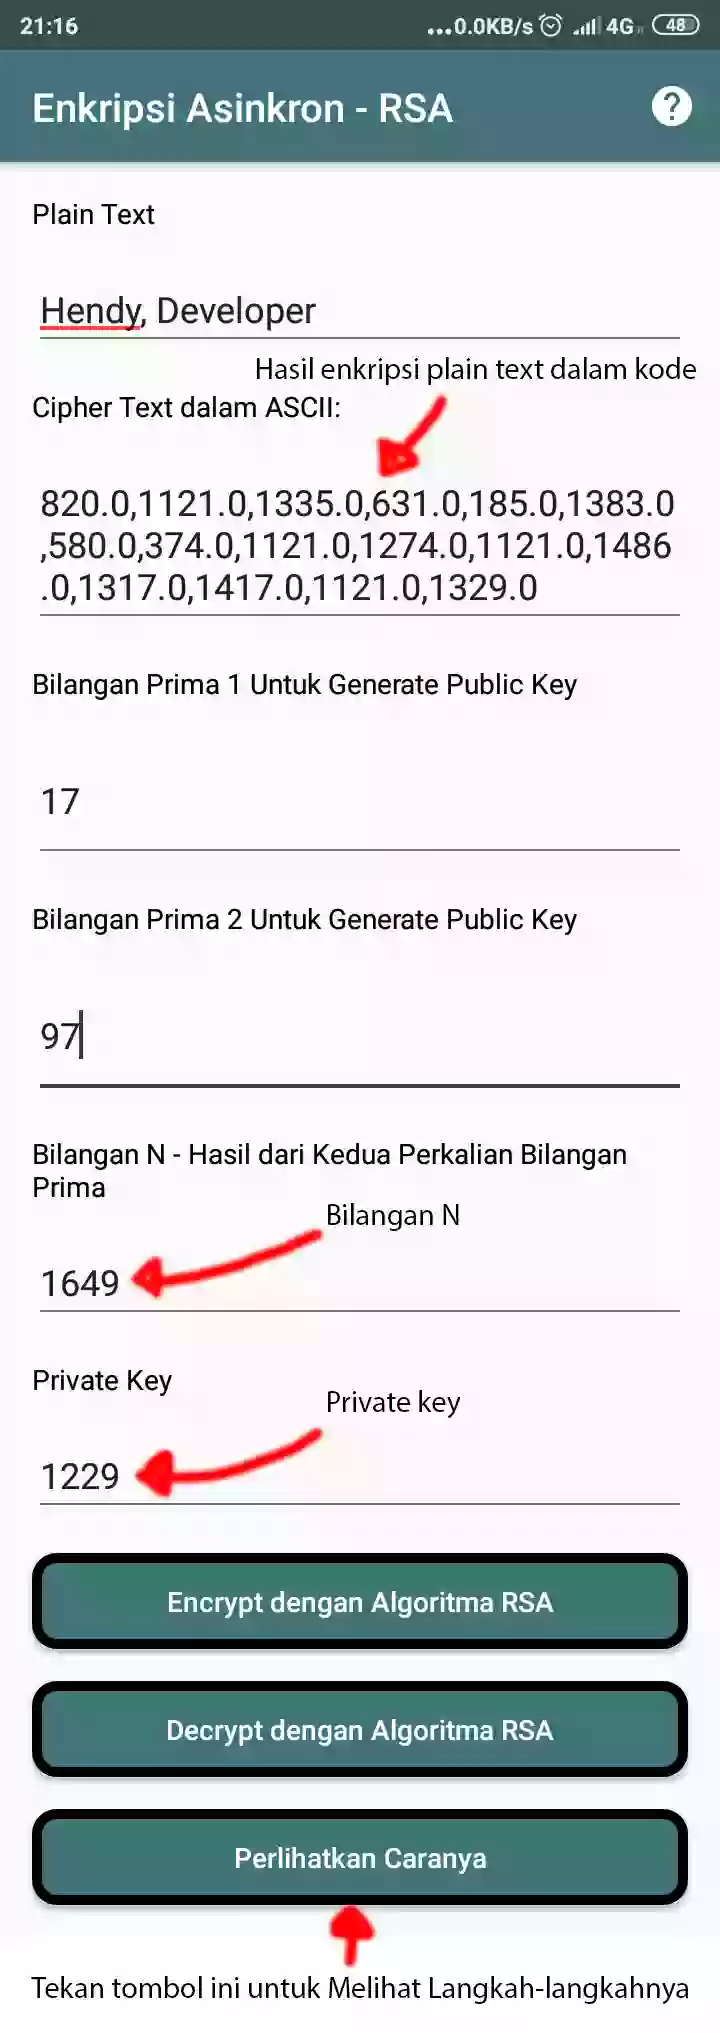 21:16
...0.0KB/s 4G 48
Enkripsi Asinkron - RSA
?
Plain Text
Hendy, Developer
Hasil enkripsi plain text dalam kode
Cipher Text dalam ASCII:
820.0,1121.0,1335.0,631.0,185.0,1383.0
,580.0,374.0,1121.0,1274.0,1121.0,1486
.0,1317.0,1417.0,1121.0,1329.0
Bilangan Prima 1 Untuk Generate Public Key
17
Bilangan Prima 2 Untuk Generate Public Key
97
Bilangan N - Hasil dari Kedua Perkalian Bilangan
Prima
Bilangan N
1649
Private Key
Private key
1229
Encrypt dengan Algoritma RSA
Decrypt dengan Algoritma RSA
Perlihatkan Caranya
Tekan tombol ini untuk Melihat Langkah-langkahnya